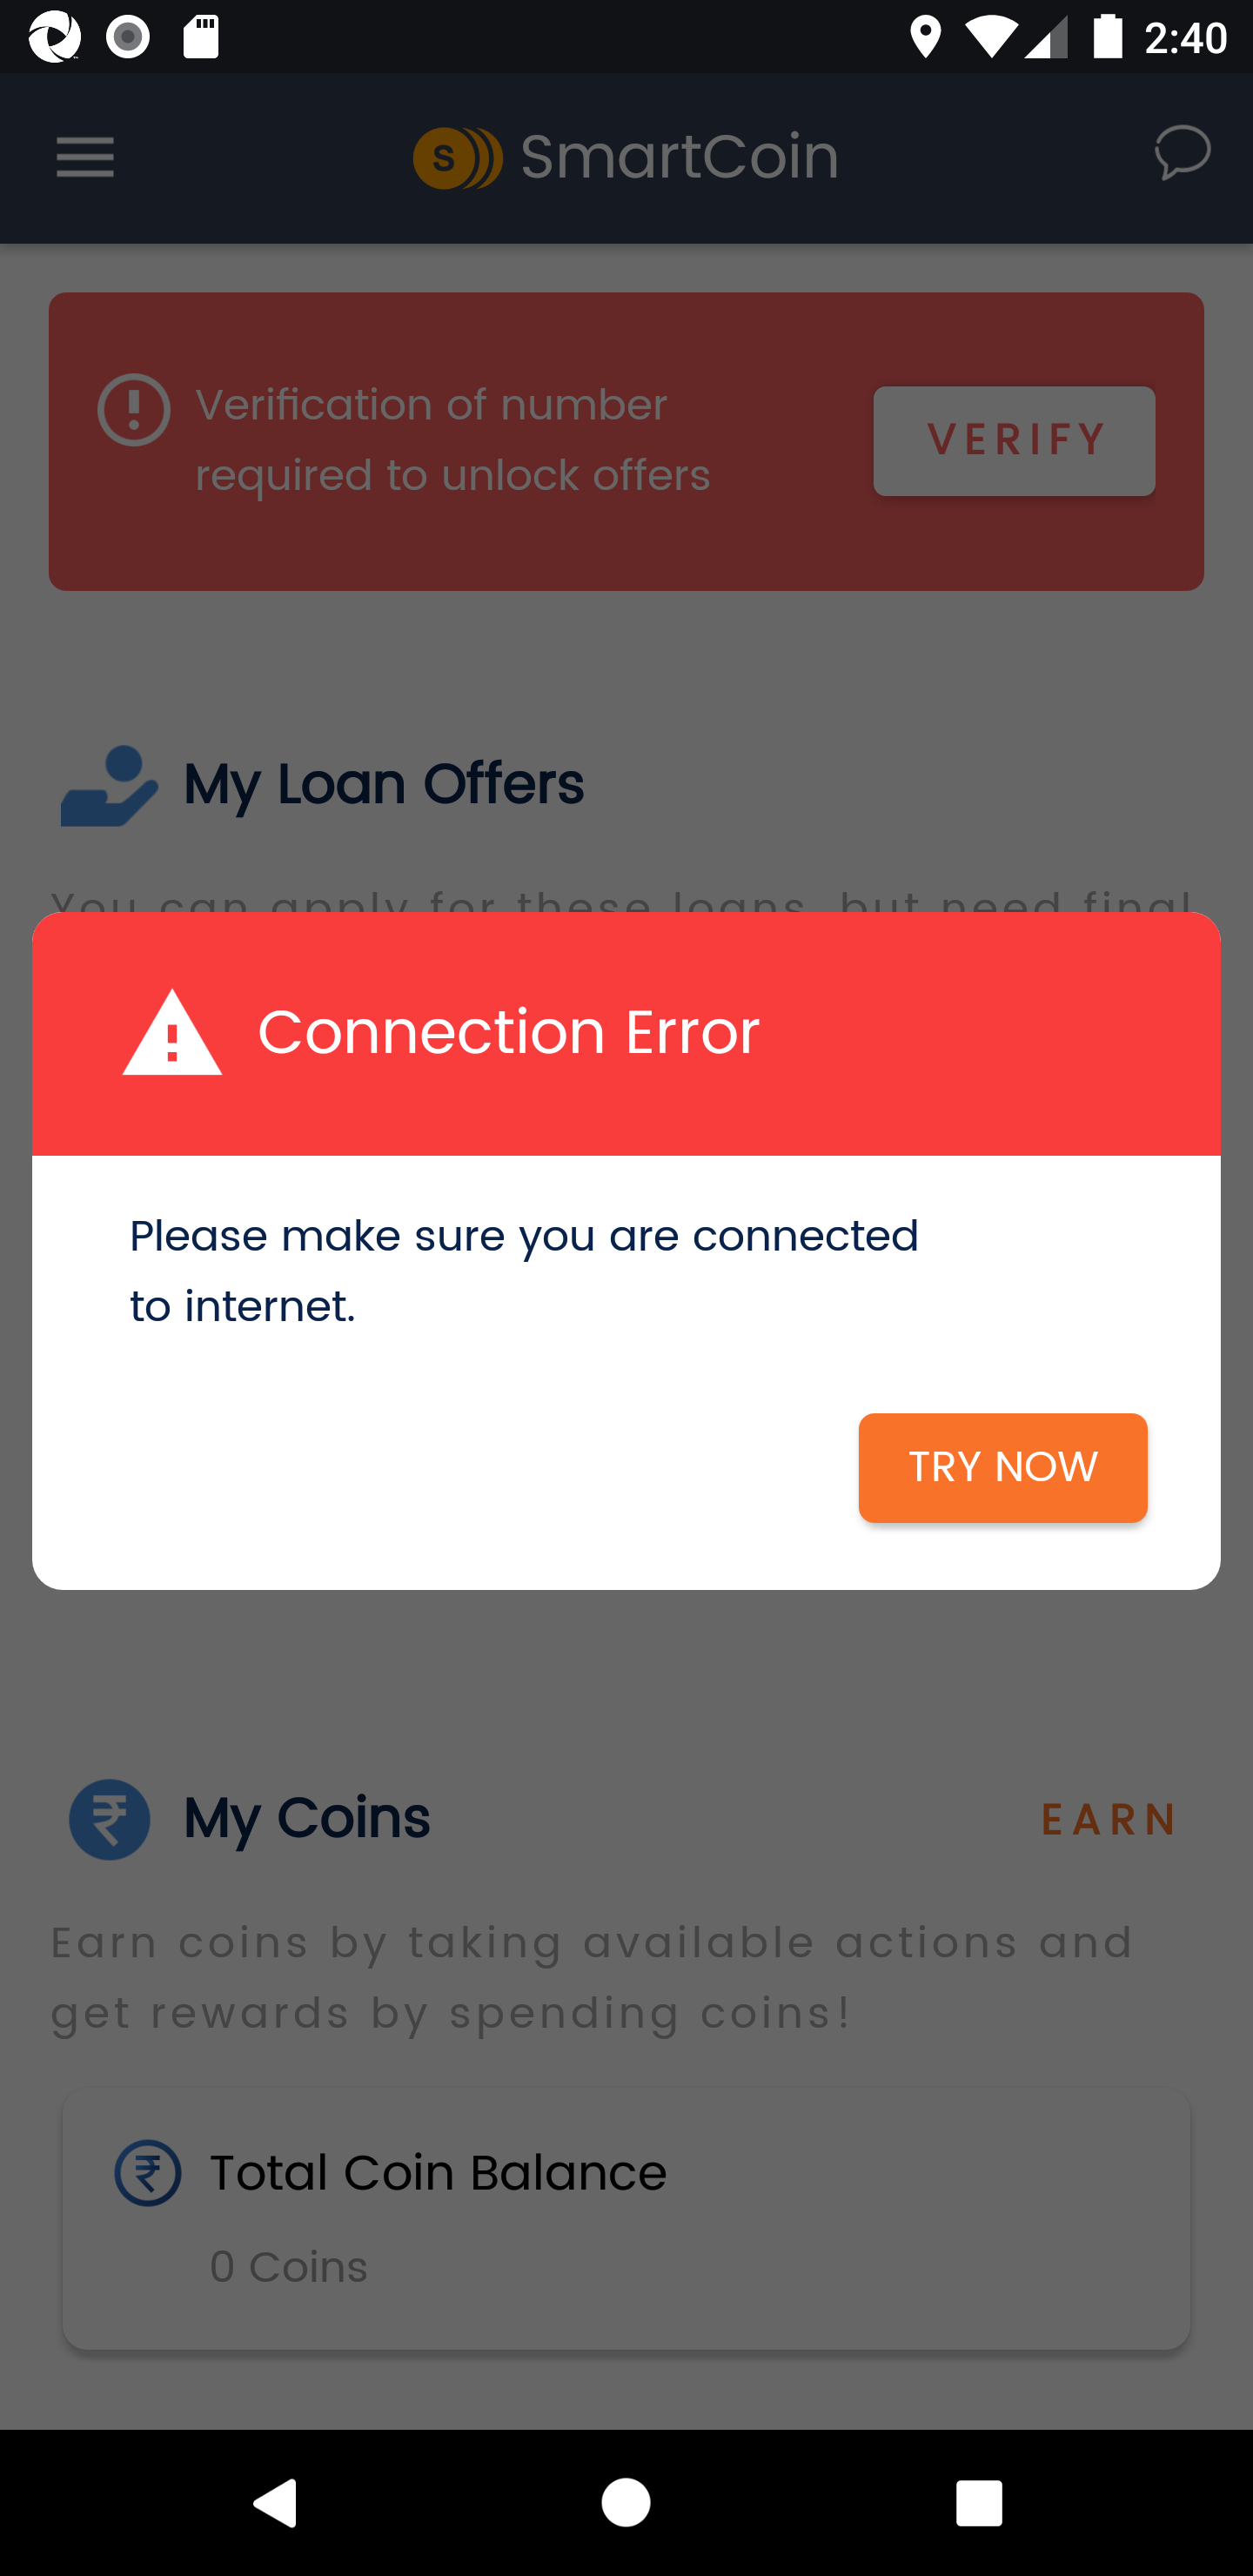 2:40
S SmartCoin
Verification of number
required to unlock offers
VERIFY
My Loan Offers
You can apply for these loans, but need final
Connection Error
Please make sure you are connected
to internet.
TRY NOW
My Coins
EARN
Earn coins by taking available actions and
get rewards by spending coins!
Total Coin Balance
0 Coins